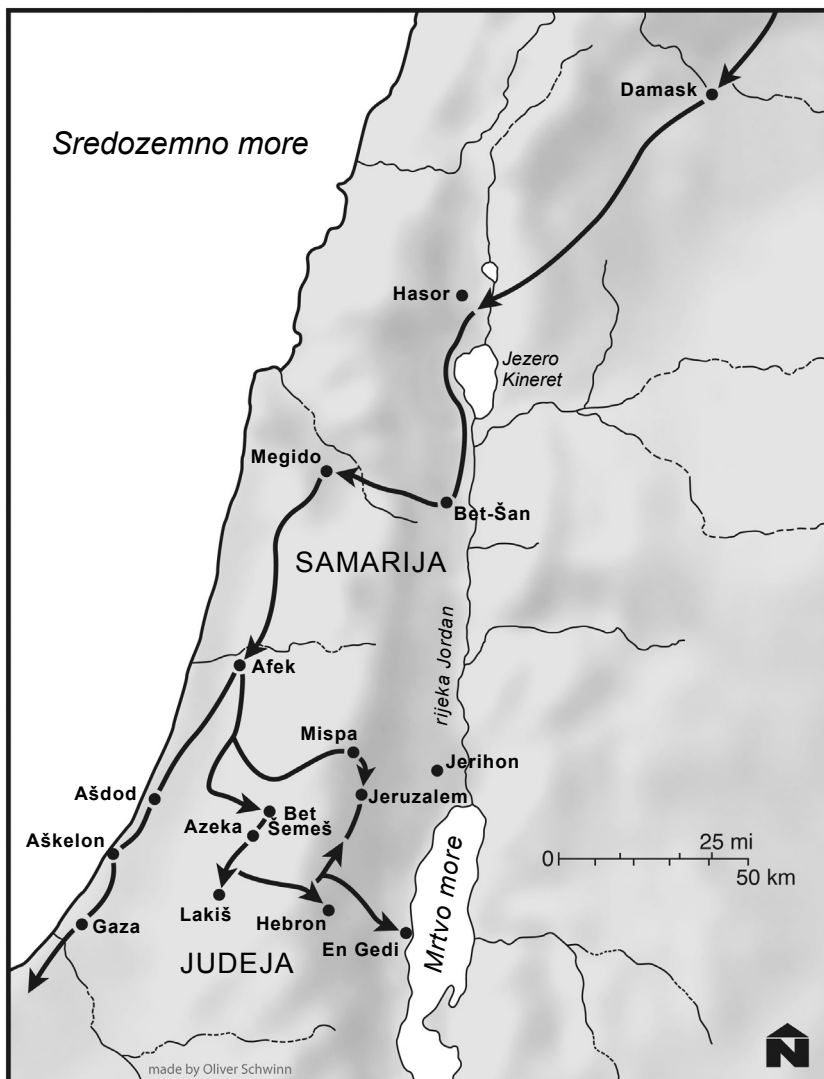 Damask
Sredozemno more
Hasor
Jezero
Kineret
Megido
Bet-Šan
SAMARIJA
rijeka Jordan
Afek
Mispa
Jerihon
Ašdod
Jeruzalem
Bet
Šemeš
Azeka
Aškelon
25 mi
0
50 km
Lakiš
Hebron
Gaza
En Gedi
Mrtvo more
JUDEJA
N
made by Oliver Schwinn